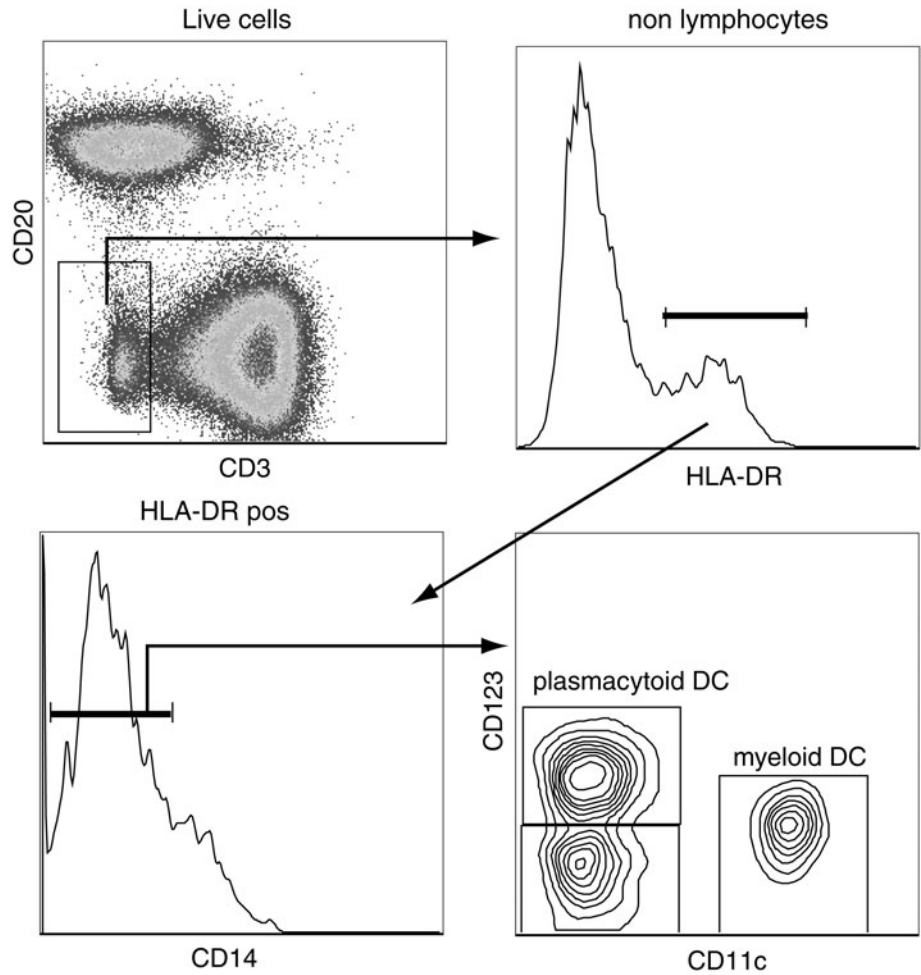 Live cells
non lymphocytes
CD20
CD3
HLA-DR
HLA-DR pos
CD14
plasmacytoid DC
myeloid DC
CD123
CD11c